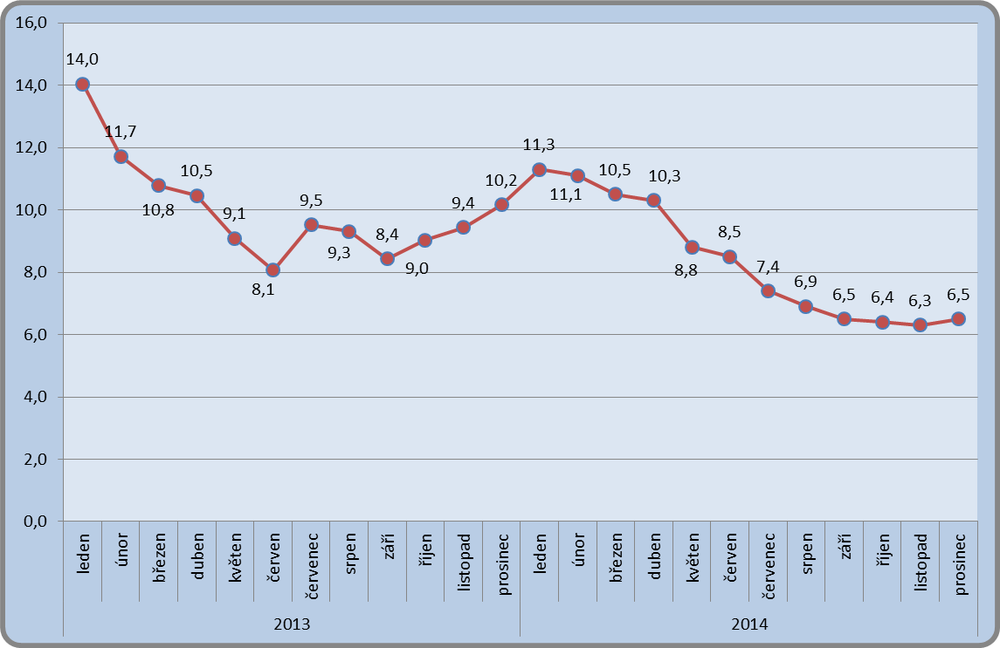 16,0
14,0
12,0
10,0
8,0
6,0
4,0
2,0
0,0
14,0
11,7
10,8
10,5
9,1
8,1
9,5
9,3
8,4
9,0
9,4
10,2
11,3
11,1
10,5
10,3
8,8
8,5
7,4
6,9
6,5
6,4
6,3
6,5
leden
únor
březen
duben
květen
červen
červenec
srpen
září
říjen
listopad
prosinec
leden
únor
březen
duben
květen
červen
červenec
srpen
září
říjen
listopad
prosinec
2013
2014